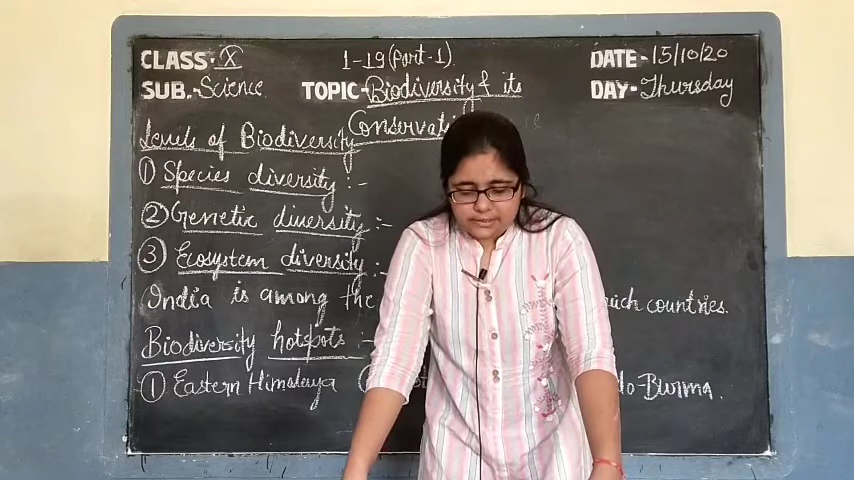 CLASS:- X 1-19 (Part-1) DATE - 15/10/20
SUB.- Science TOPIC- Biodiversity & its DAY- Thursday
Conservati
Levels of Biodiversity
① Species diversity :-
② Genetic diversity :-
③ Ecosystem diversity :-
India is among the rich countries.
Biodiversity hotspots :-
① Eastern Himalaya do-Burma.